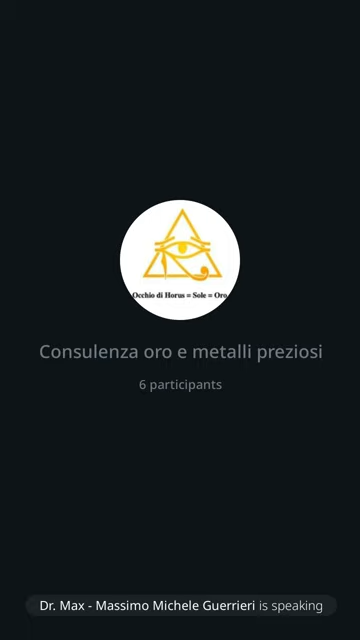 Occhio di Horus = Sole = Oro
Consulenza oro e metalli preziosi
6 participants
Dr. Max - Massimo Michele Guerrieri is speaking